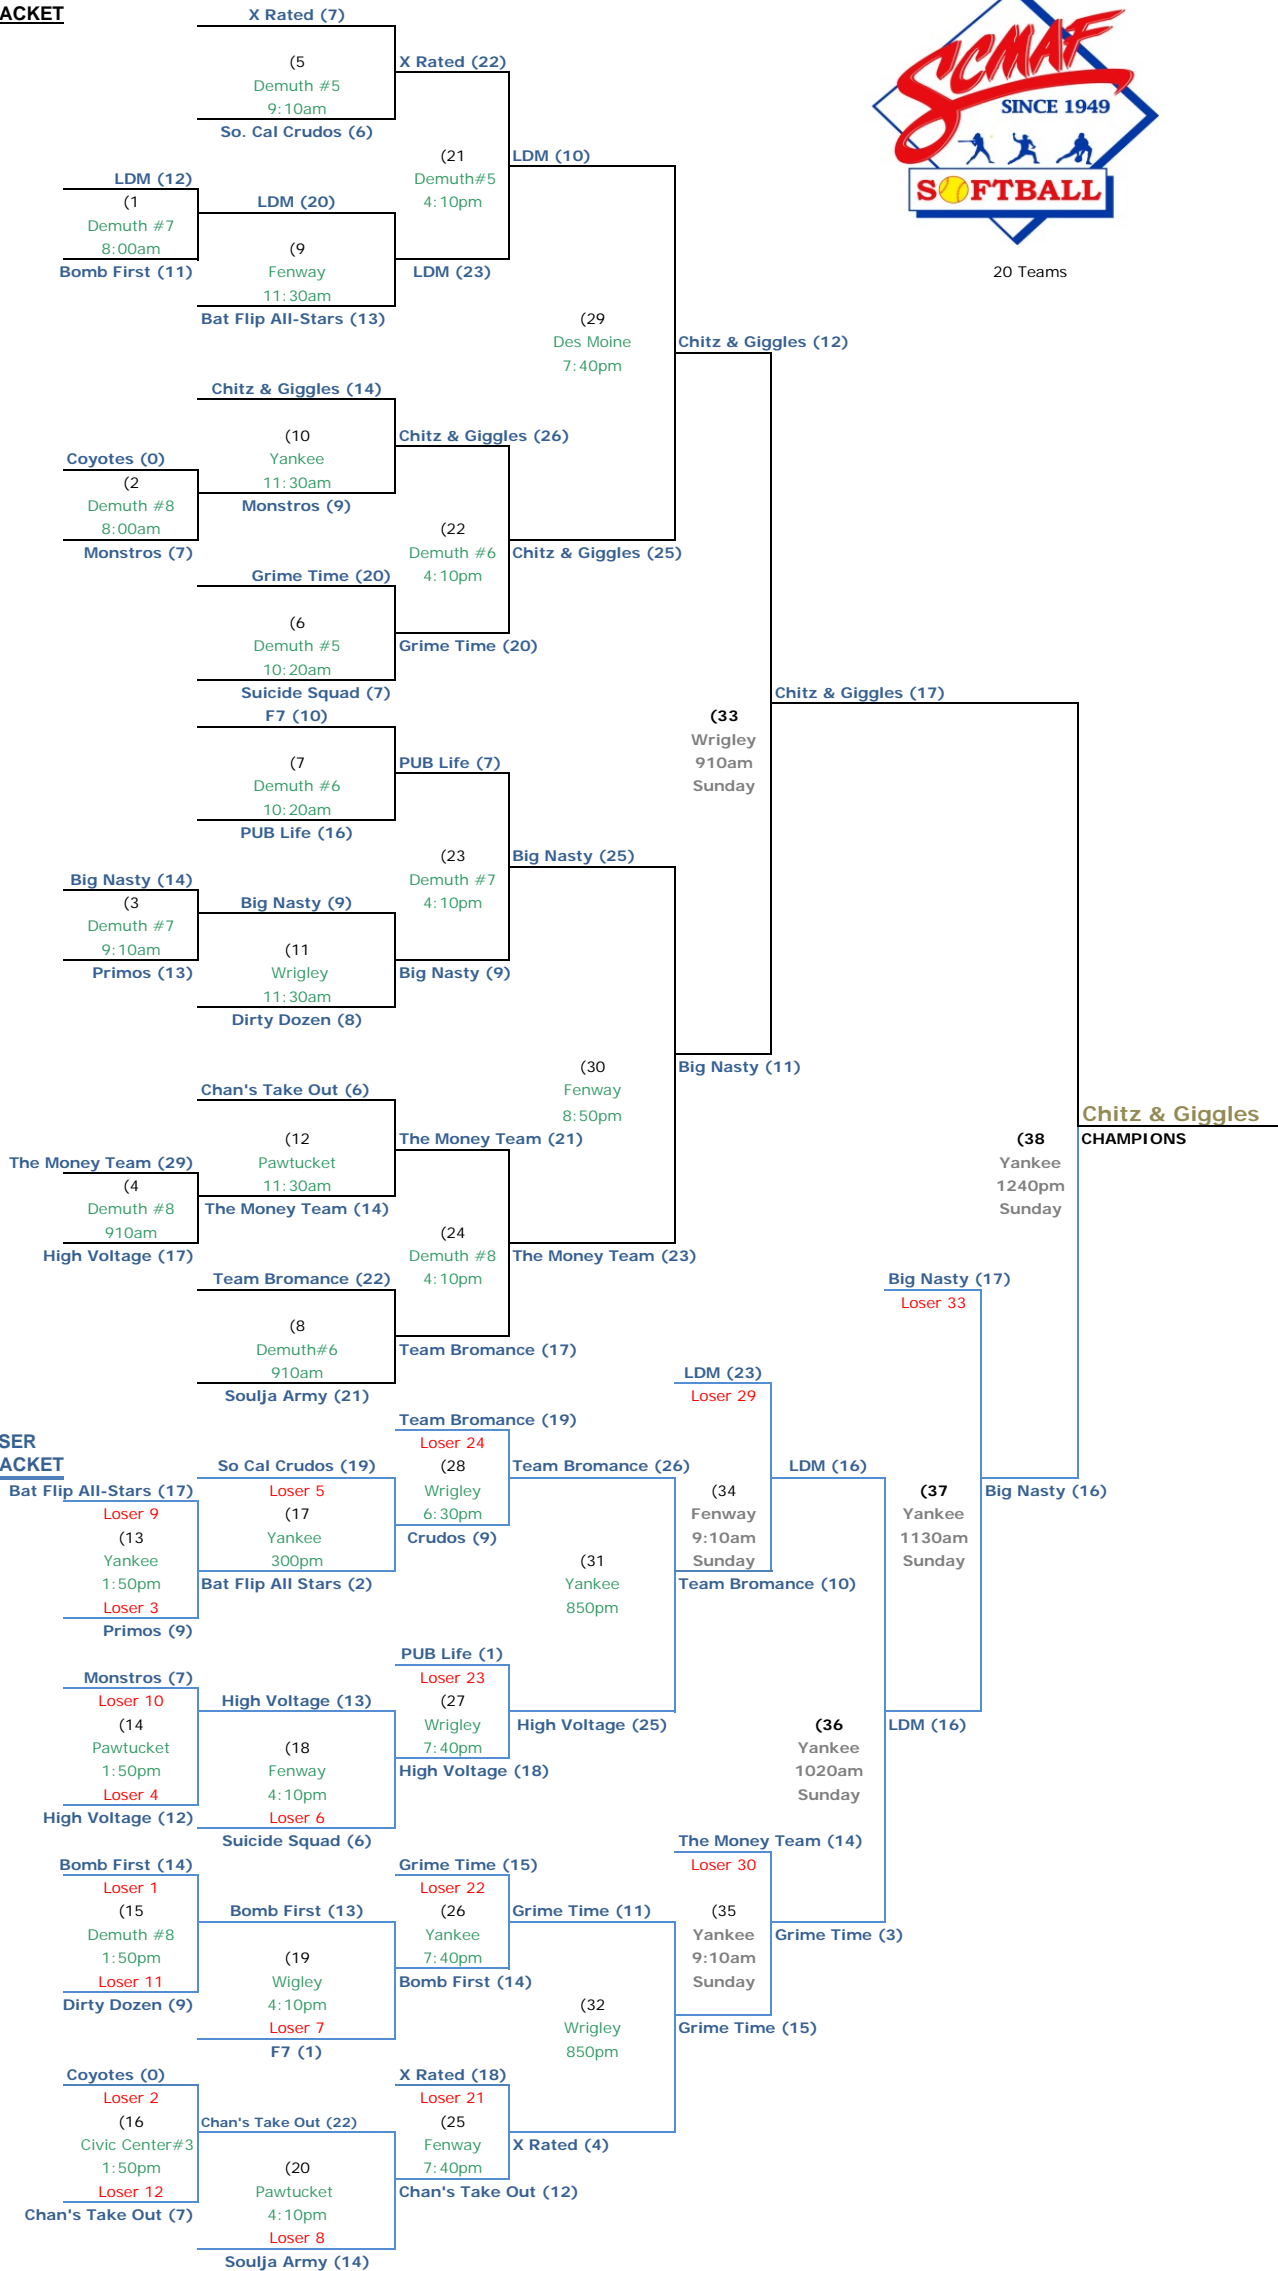 ACKET
X Rated (7)
(5
Demuth #5
9:10am
So. Cal Crudos (6)
X Rated (22)
SCMAF
SINCE 1949
SOFTBALL
20 Teams
LDM (12)
(1
Demuth #7
8:00am
Bomb First (11)
LDM (20)
(9
Fenway
11:30am
Bat Flip All-Stars (13)
(21
Demuth#5
4:10pm
LDM (23)
LDM (10)
(29
Des Moine
7:40pm
Chitz & Giggles (12)
Chitz & Giggles (14)
(10
Yankee
11:30am
Monstros (9)
Coyotes (0)
(2
Demuth #8
8:00am
Monstros (7)
Chitz & Giggles (26)
(22
Demuth #6
4:10pm
Chitz & Giggles (25)
Grime Time (20)
(6
Demuth #5
10:20am
Suicide Squad (7)
Grime Time (20)
F7 (10)
(7
Demuth #6
10:20am
PUB Life (16)
PUB Life (7)
(33
Wrigley
910am
Sunday
Chitz & Giggles (17)
(23
Demuth #7
4:10pm
Big Nasty (25)
Big Nasty (14)
(3
Demuth #7
9:10am
Primos (13)
Big Nasty (9)
(11
Wrigley
11:30am
Dirty Dozen (8)
Big Nasty (9)
(30
Fenway
8:50pm
Big Nasty (11)
Chan's Take Out (6)
(12
Pawtucket
11:30am
The Money Team (14)
The Money Team (29)
(4
Demuth #8
910am
High Voltage (17)
The Money Team (21)
(24
Demuth #8
4:10pm
The Money Team (23)
Team Bromance (22)
(8
Demuth#6
910am
Soulja Army (21)
Team Bromance (17)
Chitz & Giggles
CHAMPIONS
(38
Yankee
1240pm
Sunday
Big Nasty (17)
Loser 33
LDM (23)
Loser 29
SER
ACKET
Team Bromance (19)
Loser 24
(28
Wrigley
6:30pm
Crudos (9)
Team Bromance (26)
So Cal Crudos (19)
Loser 5
(17
Yankee
300pm
Bat Flip All Stars (2)
Bat Flip All-Stars (17)
Loser 9
(13
Yankee
1:50pm
Loser 3
Primos (9)
(34
Fenway
9:10am
Sunday
Team Bromance (10)
LDM (16)
(37
Yankee
1130am
Sunday
Big Nasty (16)
(31
Yankee
850pm
PUB Life (1)
Loser 23
(27
Wrigley
7:40pm
High Voltage (18)
High Voltage (25)
Monstros (7)
Loser 10
(14
Pawtucket
1:50pm
Loser 4
High Voltage (12)
High Voltage (13)
(18
Fenway
4:10pm
Loser 6
Suicide Squad (6)
(36
Yankee
1020am
Sunday
LDM (16)
The Money Team (14)
Loser 30
(35
Yankee
9:10am
Sunday
Grime Time (15)
Grime Time (3)
Bomb First (14)
Loser 1
(15
Demuth #8
1:50pm
Loser 11
Dirty Dozen (9)
Bomb First (13)
(19
Wigley
4:10pm
Loser 7
F7 (1)
Grime Time (15)
Loser 22
(26
Yankee
7:40pm
Bomb First (14)
Grime Time (11)
(32
Wrigley
850pm
Coyotes (0)
Loser 2
(16
Civic Center#3
1:50pm
Loser 12
Chan's Take Out (7)
Chan's Take Out (22)
(20
Pawtucket
4:10pm
Loser 8
Soulja Army (14)
X Rated (18)
Loser 21
(25
Fenway
7:40pm
Chan's Take Out (12)
X Rated (4)